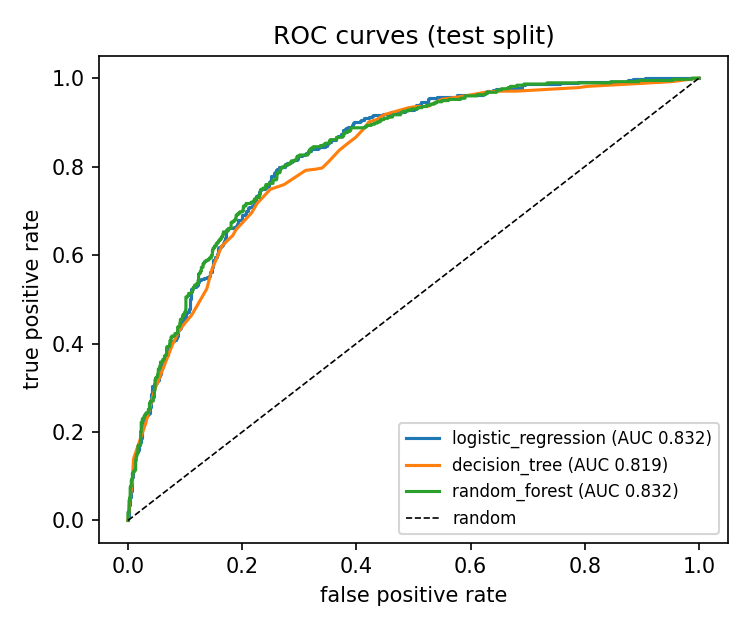 ROC curves (test split)
1.0
0.8
0.6
0.4
0.2
0.0
true positive rate
logistic_regression (AUC 0.832)
decision_tree (AUC 0.819)
random_forest (AUC 0.832)
random
0.0 0.2 0.4 0.6 0.8 1.0
false positive rate